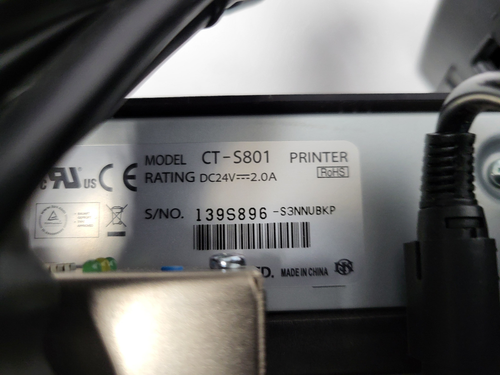 MODEL CT-S801 PRINTER
RATING DC24V⎓2.0A RoHS
US CE
S/NO. 139S896-S3NNUBKP
MADE IN CHINA